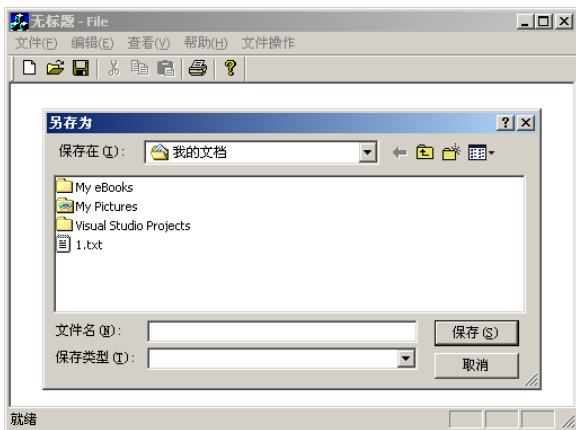 无标题 - File
文件(F) 编辑(E) 查看(V) 帮助(H) 文件操作
另存为
保存在(I): 我的文档
My eBooks
My Pictures
Visual Studio Projects
1.txt
文件名(N): 保存(S)
保存类型(T): 取消
就绪